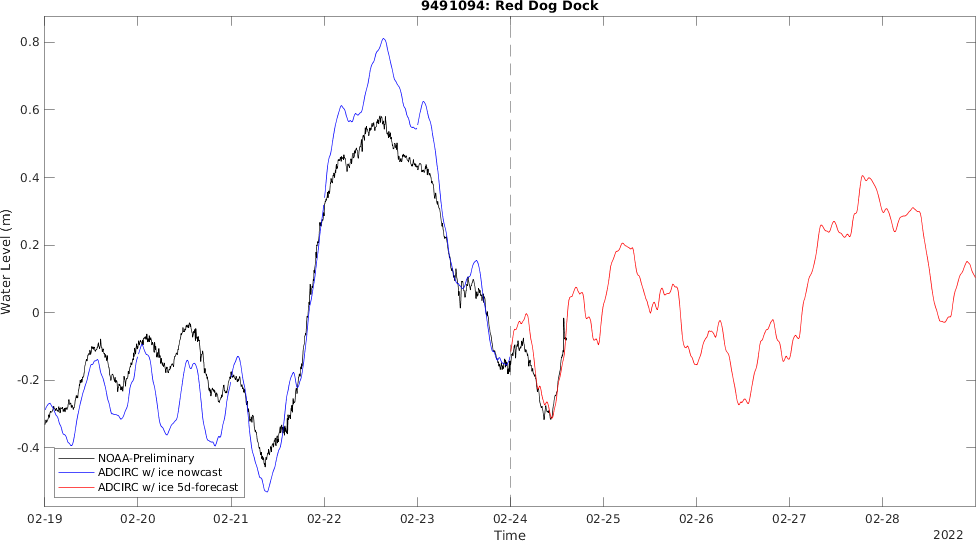 9491094: Red Dog Dock
0.8
0.6
0.4
0.2
0
-0.2
-0.4
Water Level (m)
NOAA-Preliminary
ADCIRC w/ ice nowcast
ADCIRC w/ ice 5d-forecast
02-19 02-20 02-21 02-22 02-23 02-24 02-25 02-26 02-27 02-28
Time
2022